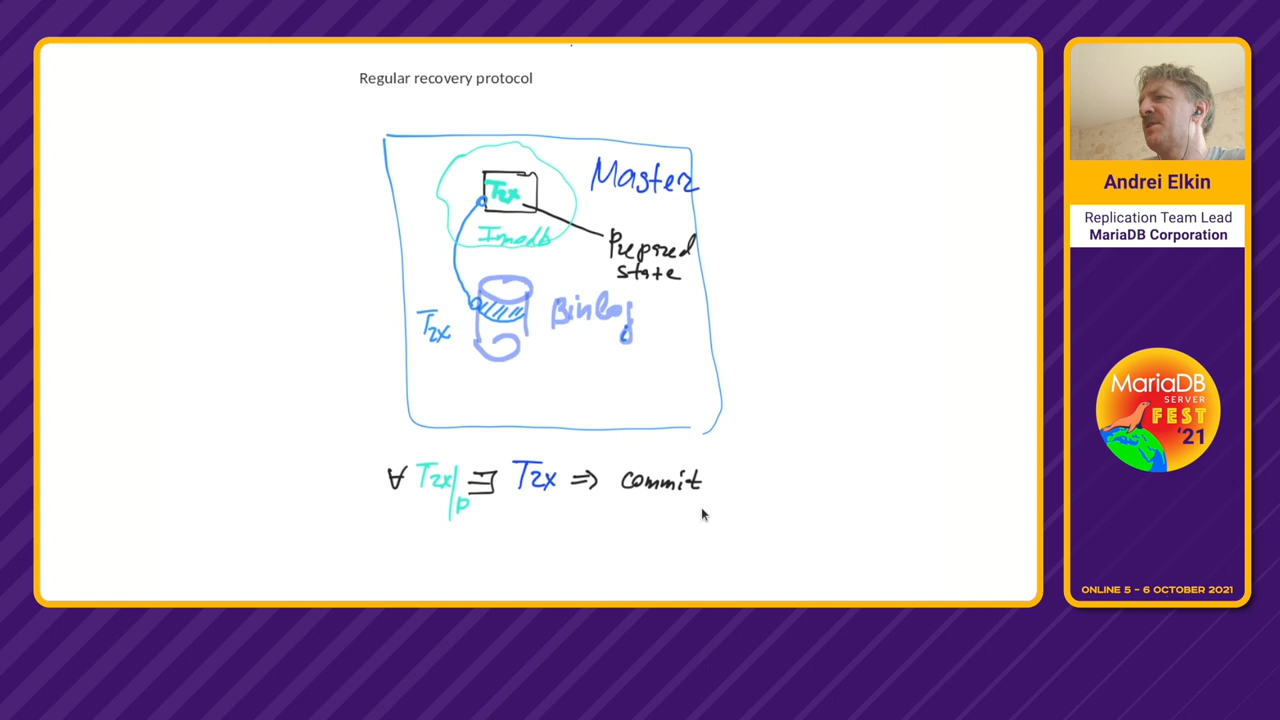 Regular recovery protocol
Master
Trx
Innodb
Prepared
state
Trx
Binlog
∀ Trx|p ∃ Trx ⇒ commit
Andrei Elkin
Replication Team Lead
MariaDB Corporation
MariaDB
SERVER
FEST
'21
ONLINE 5 – 6 OCTOBER 2021